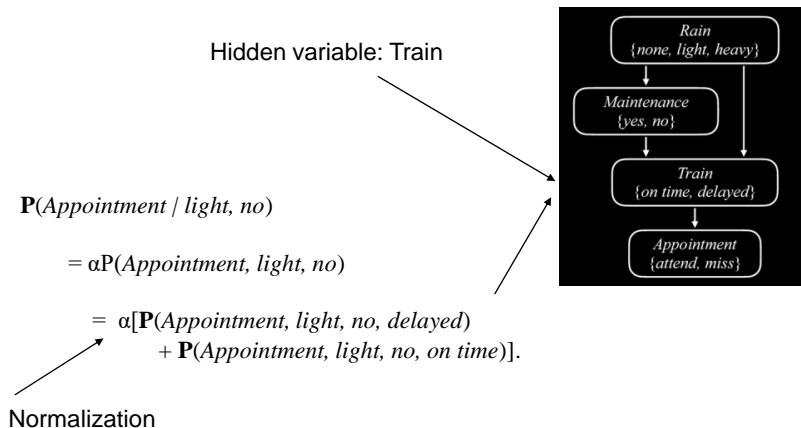 Hidden variable: Train
Rain
{none, light, heavy}
Maintenance
{yes, no}
Train
{on time, delayed}
Appointment
{attend, miss}
P(Appointment / light, no)
= αP(Appointment, light, no)
= α[P(Appointment, light, no, delayed)
+ P(Appointment, light, no, on time)].
Normalization